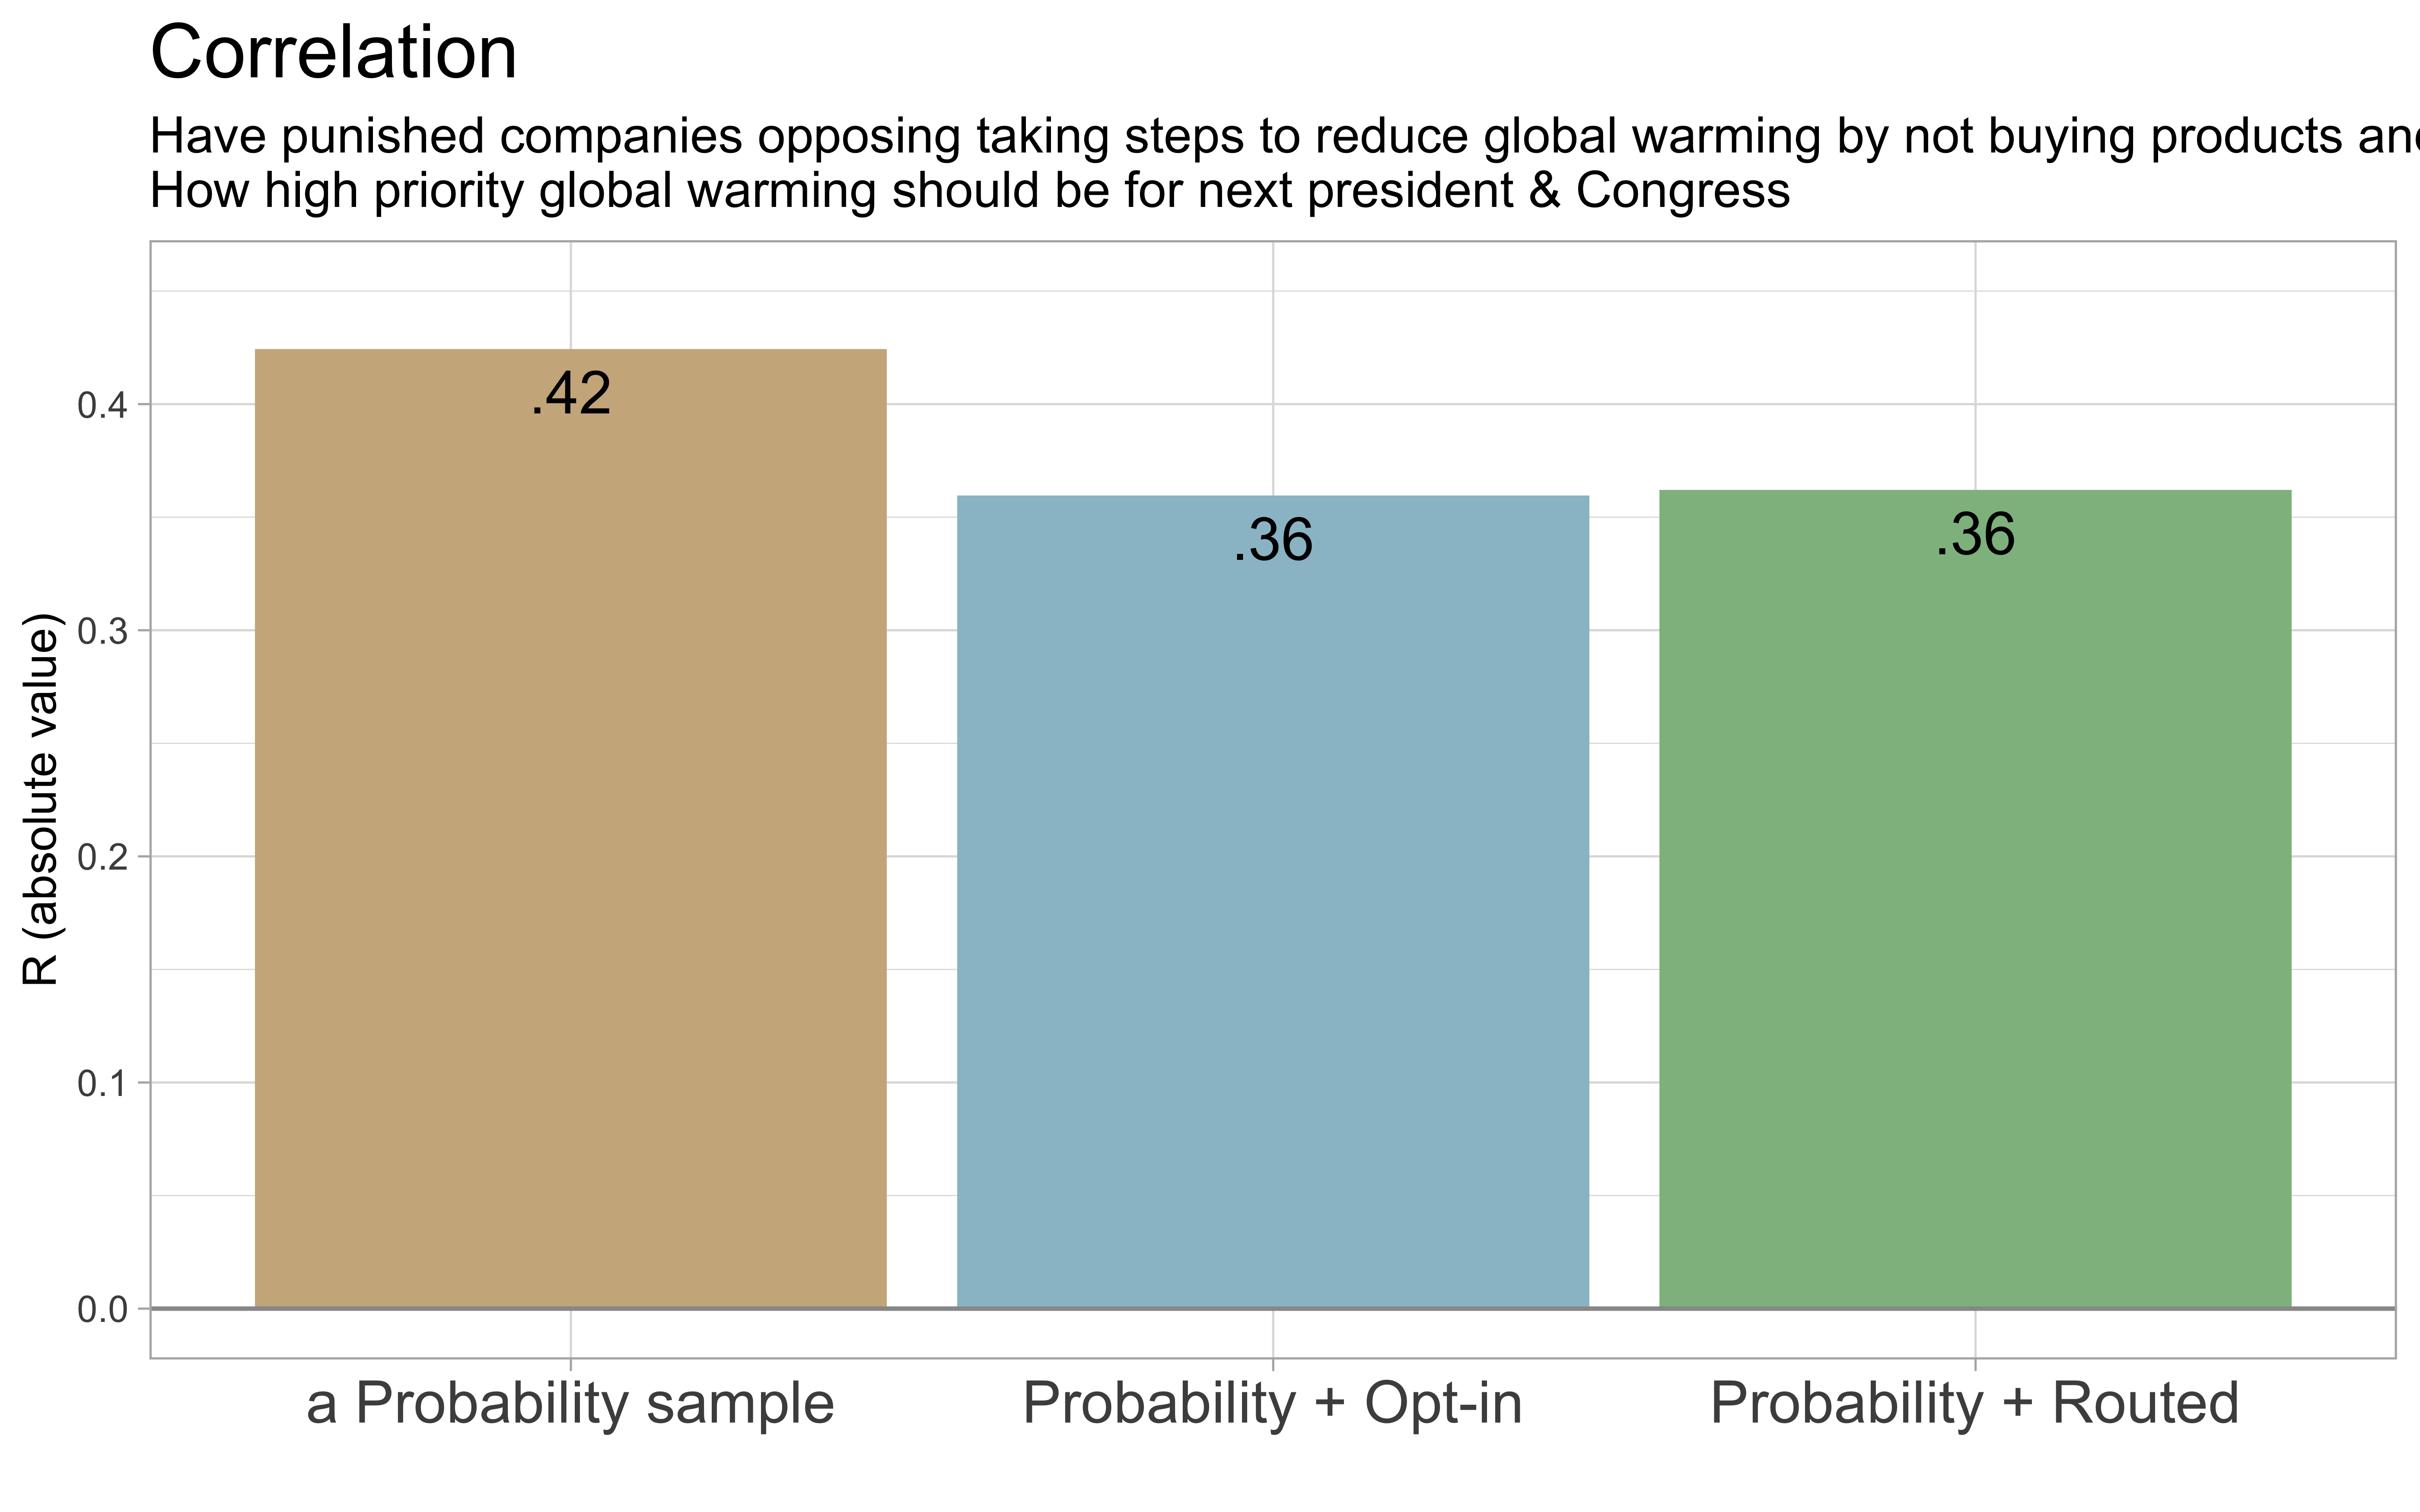 Correlation
Have punished companies opposing taking steps to reduce global warming by not buying products
How high priority global warming should be for next president & Congress
R (absolute value)
0.4
0.3
0.2
0.1
0.0
.42
.36
.36
a Probability sample
Probability + Opt-in
Probability + Routed